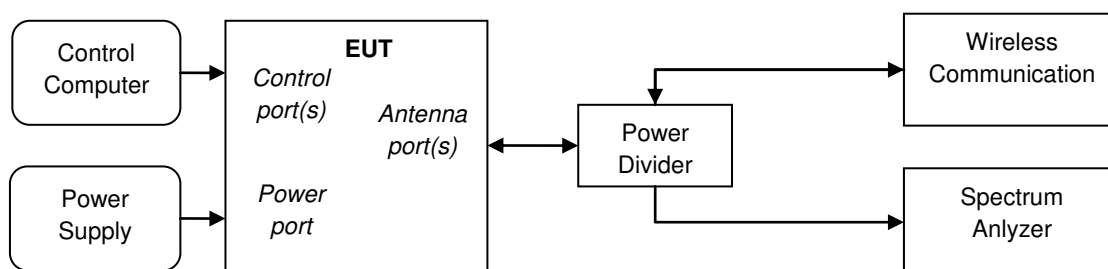 Control
Computer
Power
Supply
EUT
Control
port(s)
Antenna
port(s)
Power
port
Power
Divider
Wireless
Communication
Spectrum
Anlyzer